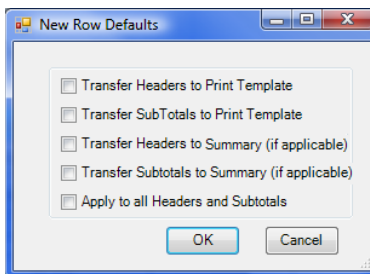 New Row Defaults
Transfer Headers to Print Template
Transfer SubTotals to Print Template
Transfer Headers to Summary (if applicable)
Transfer Subtotals to Summary (if applicable)
Apply to all Headers and Subtotals
OK Cancel